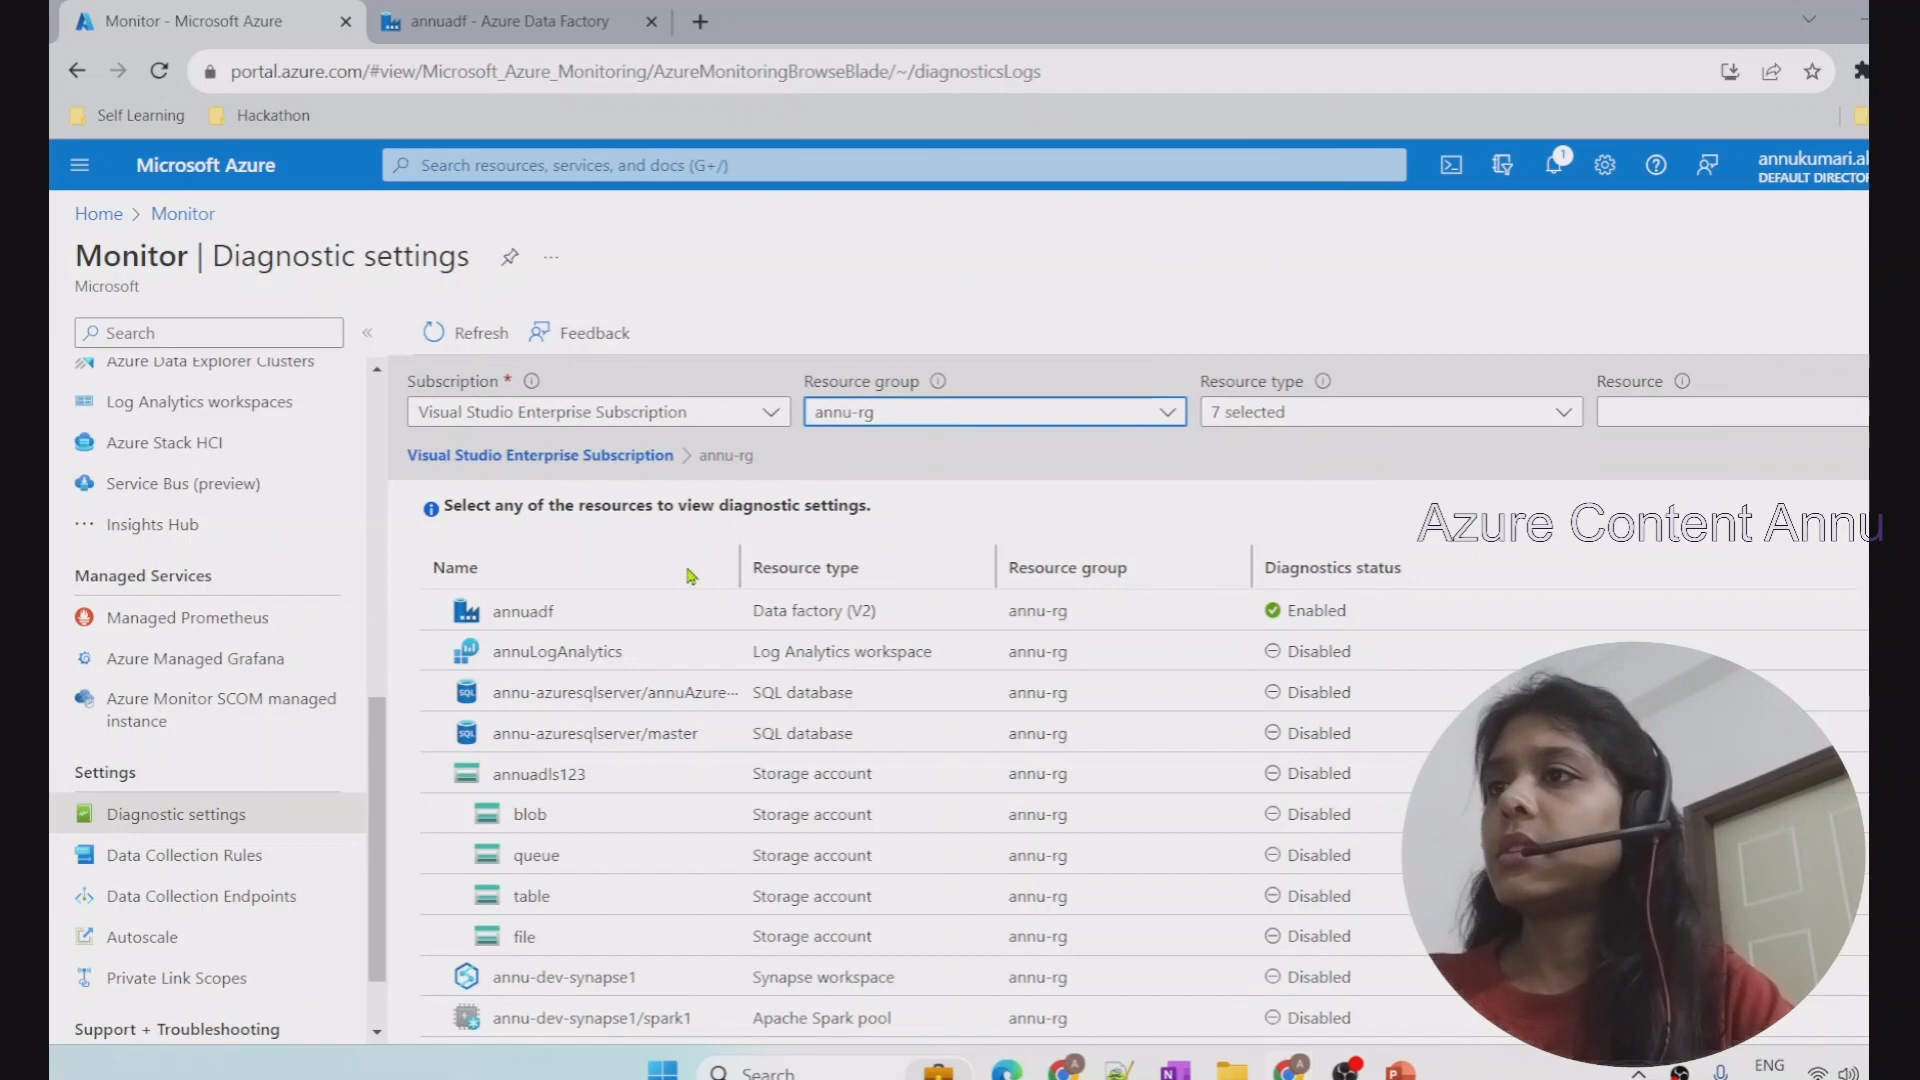 Monitor - Microsoft Azure
annuadf - Azure Data Factory
portal.azure.com/#view/Microsoft_Azure_Monitoring/AzureMonitoringBrowseBlade/~/diagnosticsLogs
Self Learning
Hackathon
Microsoft Azure
Search resources, services, and docs (G+/)
1
annukumari.al
DEFAULT DIRECTOR
Home > Monitor
Monitor | Diagnostic settings
Microsoft
Search
Refresh
Feedback
Azure Data Explorer Clusters
Log Analytics workspaces
Azure Stack HCI
Service Bus (preview)
Insights Hub
Managed Services
Managed Prometheus
Azure Managed Grafana
Azure Monitor SCOM managed
instance
Settings
Diagnostic settings
Data Collection Rules
Data Collection Endpoints
Autoscale
Private Link Scopes
Support + Troubleshooting
Subscription * Resource group Resource type Resource
Visual Studio Enterprise Subscription annu-rg 7 selected
Visual Studio Enterprise Subscription > annu-rg
Select any of the resources to view diagnostic settings.
Azure Content Annu
Name Resource type Resource group Diagnostics status
annuadf Data factory (V2) annu-rg Enabled
annuLogAnalytics Log Analytics workspace annu-rg Disabled
annu-azuresqlserver/annuAzure··· SQL database annu-rg Disabled
annu-azuresqlserver/master SQL database annu-rg Disabled
annuadls123 Storage account annu-rg Disabled
blob Storage account annu-rg Disabled
queue Storage account annu-rg Disabled
table Storage account annu-rg Disabled
file Storage account annu-rg Disabled
annu-dev-synapse1 Synapse workspace annu-rg Disabled
annu-dev-synapse1/spark1 Apache Spark pool annu-rg Disabled
Search
ENG